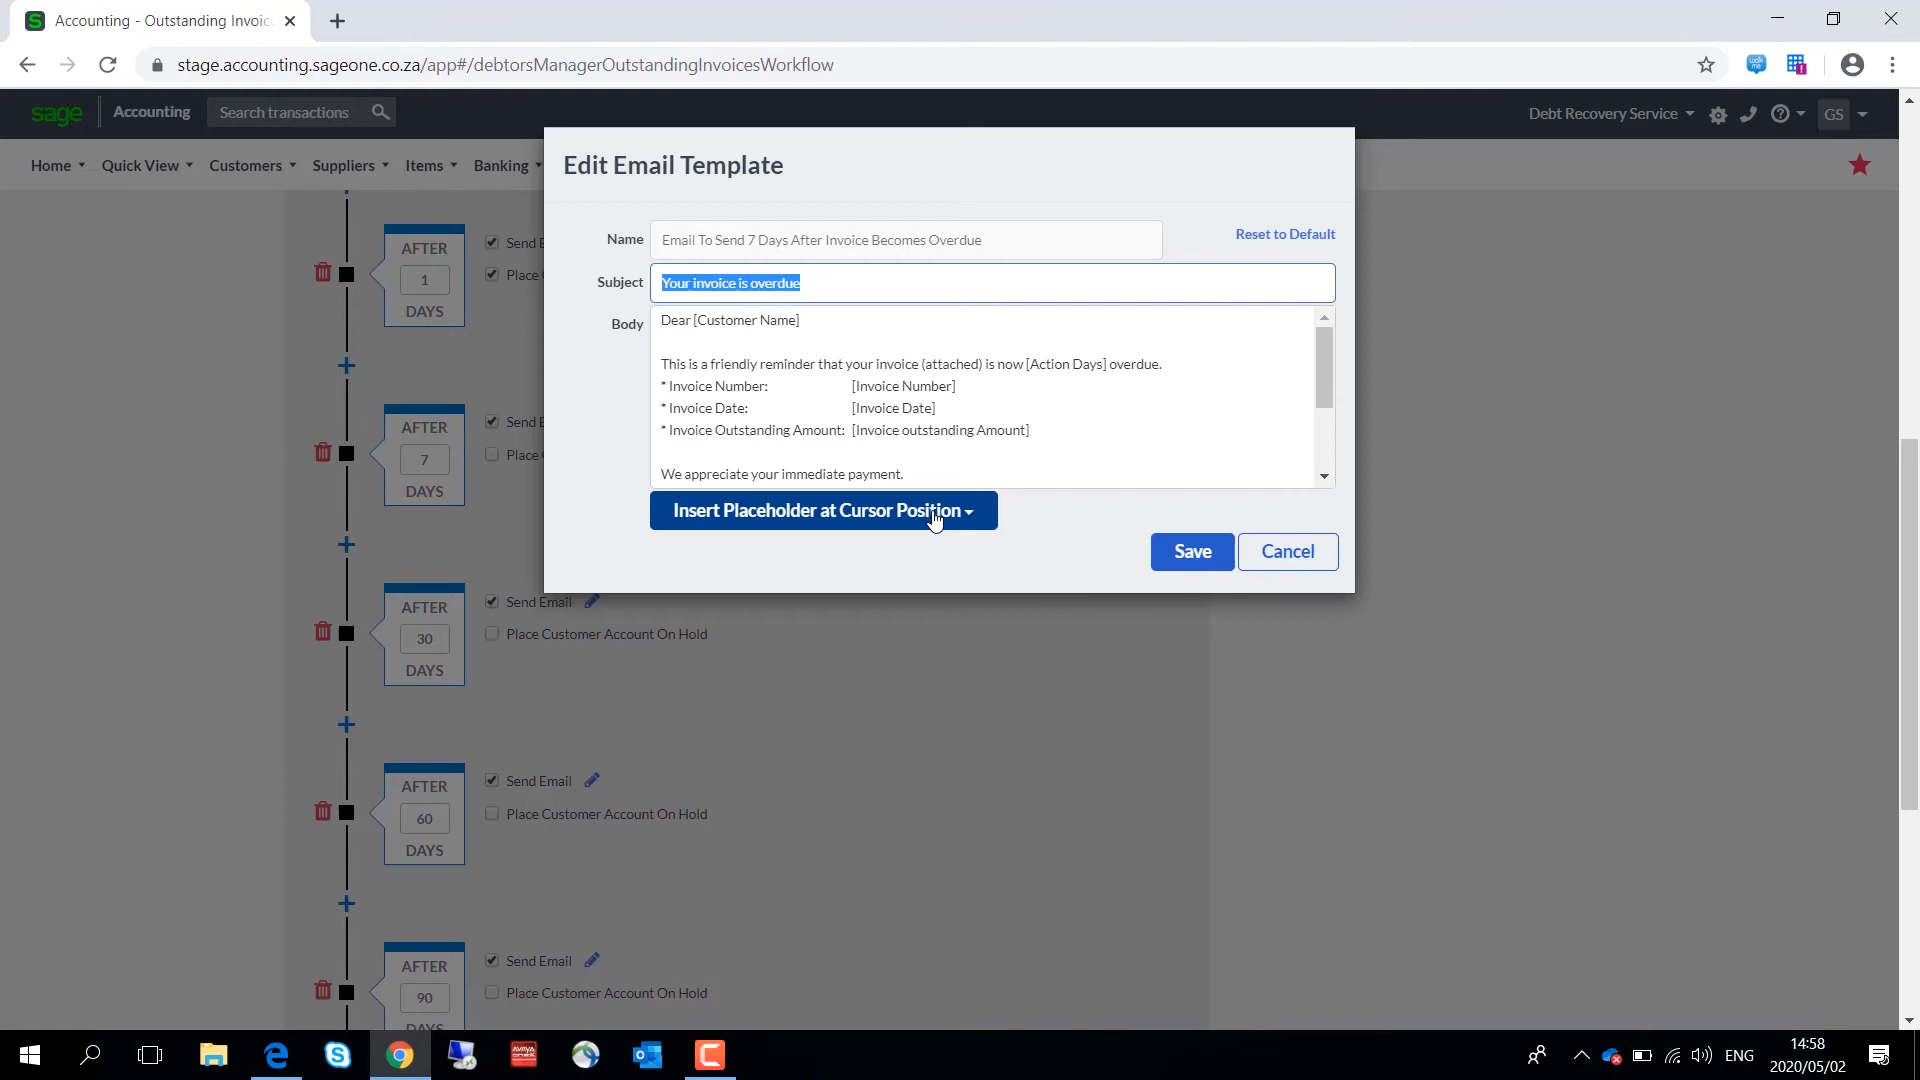 Accounting - Outstanding Invoic
stage.accounting.sageone.co.za/app#/debtorsManagerOutstandingInvoicesWorkflow
sage Accounting Search transactions Debt Recovery Service GS
Home Quick View Customers Suppliers Items Banking
Edit Email Template
Name Email To Send 7 Days After Invoice Becomes Overdue Reset to Default
Subject Your invoice is overdue
Body Dear [Customer Name]
This is a friendly reminder that your invoice (attached) is now [Action Days] overdue.
* Invoice Number: [Invoice Number]
* Invoice Date: [Invoice Date]
* Invoice Outstanding Amount: [Invoice outstanding Amount]
We appreciate your immediate payment.
Insert Placeholder at Cursor Position
Save Cancel
AFTER Send E
1 Place C
DAYS
AFTER Send E
7 Place C
DAYS
AFTER Send Email
30 Place Customer Account On Hold
DAYS
AFTER Send Email
60 Place Customer Account On Hold
DAYS
AFTER Send Email
90 Place Customer Account On Hold
DAYS
ENG 14:58
2020/05/02